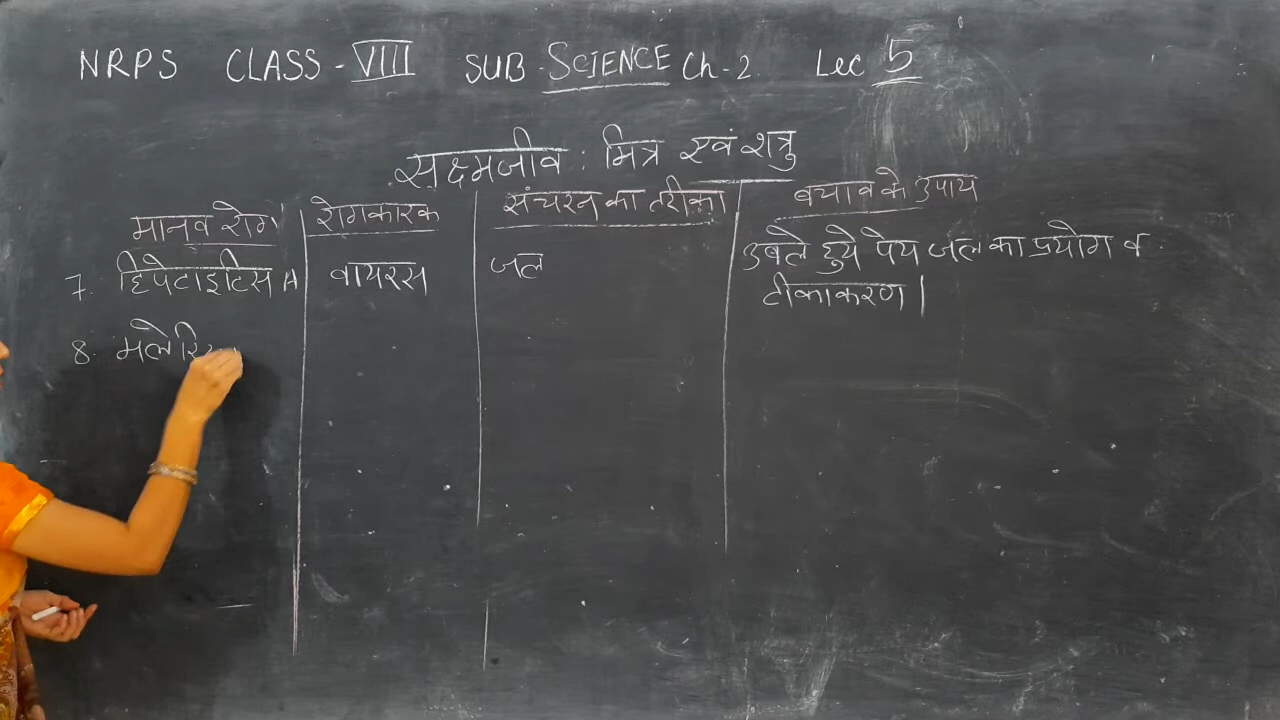 NRPS CLASS - VIII SUB - SCIENCE Ch - 2 Lec 5
सूक्ष्मजीव : मित्र एवं शत्रु
मानव रोग रोगकारक संचरन का तरीका बचाव के उपाय
7. हिपेटाइटिस A वायरस जल उबले हुये पेय जल का प्रयोग व
टीकाकरण।
8.